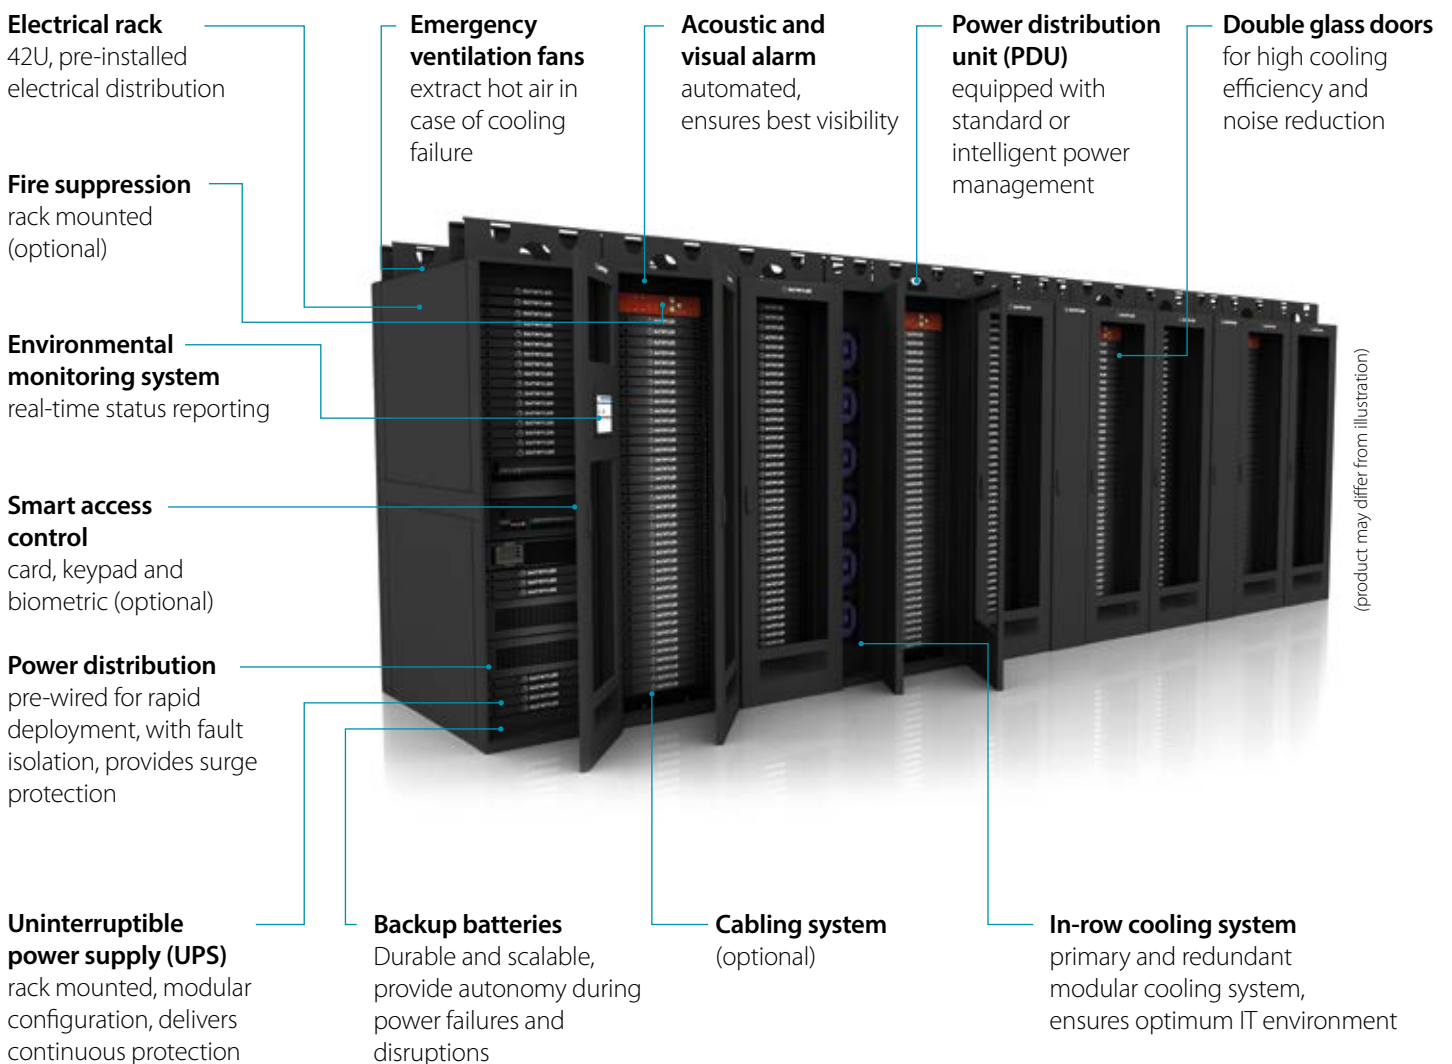 Electrical rack
42U, pre-installed
electrical distribution
Emergency
ventilation fans
extract hot air in
case of cooling
failure
Acoustic and
visual alarm
automated,
ensures best visibility
Power distribution
unit (PDU)
equipped with
standard or
intelligent power
management
Double glass doors
for high cooling
efficiency and
noise reduction
Fire suppression
rack mounted
(optional)
Environmental
monitoring system
real-time status reporting
Smart access
control
card, keypad and
biometric (optional)
Power distribution
pre-wired for rapid
deployment, with fault
isolation, provides surge
protection
(product may differ from illustration)
Uninterruptible
power supply (UPS)
rack mounted, modular
configuration, delivers
continuous protection
Backup batteries
Durable and scalable,
provide autonomy during
power failures and
disruptions
Cabling system
(optional)
In-row cooling system
primary and redundant
modular cooling system,
ensures optimum IT environment